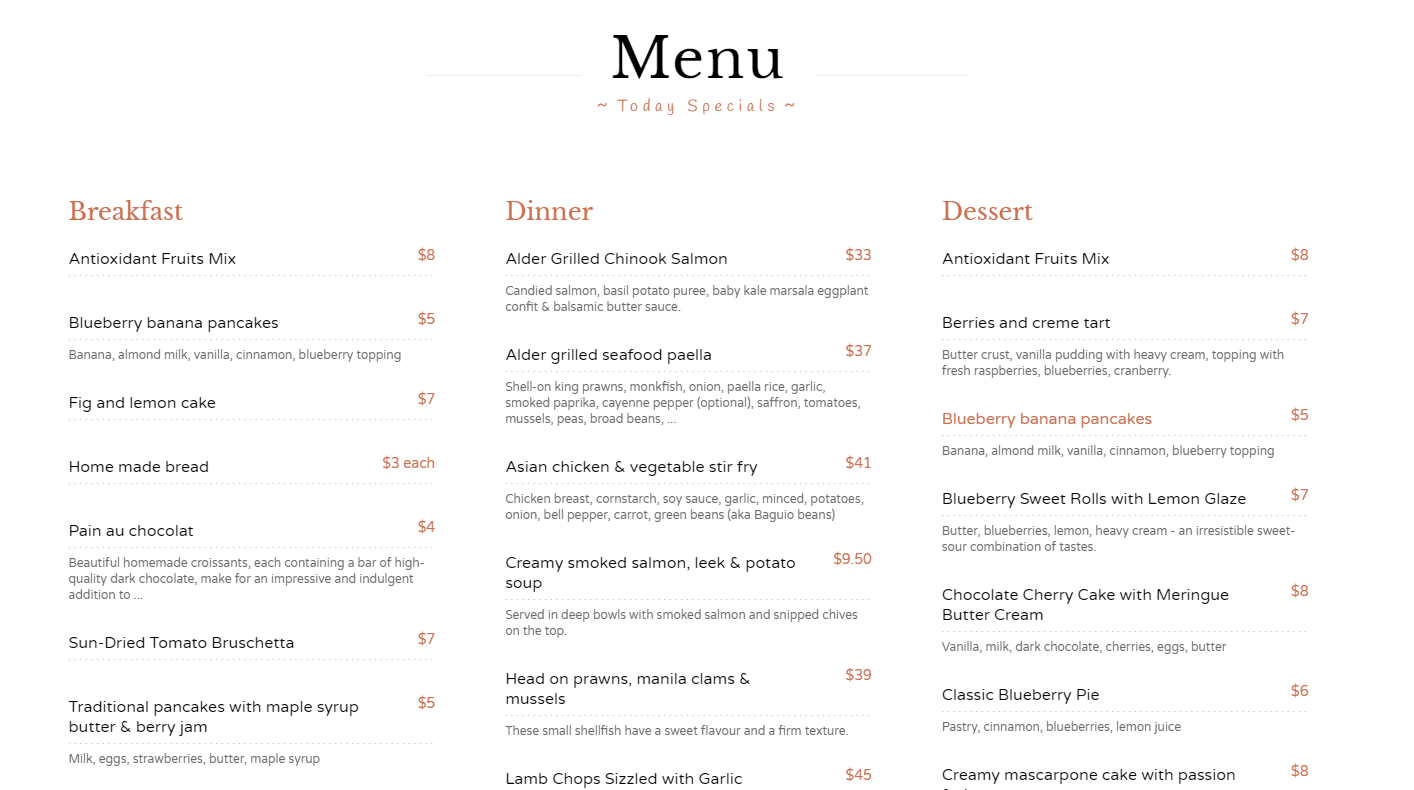 Menu
~ Today Specials ~
Breakfast
Antioxidant Fruits Mix $8
Blueberry banana pancakes $5
Banana, almond milk, vanilla, cinnamon, blueberry topping
Fig and lemon cake $7
Home made bread $3 each
Pain au chocolat $4
Beautiful homemade croissants, each containing a bar of high-
quality dark chocolate, make for an impressive and indulgent
addition to ...
Sun-Dried Tomato Bruschetta $7
Traditional pancakes with maple syrup $5
butter & berry jam
Milk, eggs, strawberries, butter, maple syrup
Dinner
Alder Grilled Chinook Salmon $33
Candied salmon, basil potato puree, baby kale marsala eggplant
confit & balsamic butter sauce.
Alder grilled seafood paella $37
Shell-on king prawns, monkfish, onion, paella rice, garlic,
smoked paprika, cayenne pepper (optional), saffron, tomatoes,
mussels, peas, broad beans, ...
Asian chicken & vegetable stir fry $41
Chicken breast, cornstarch, soy sauce, garlic, minced, potatoes,
onion, bell pepper, carrot, green beans (aka Baguio beans)
Creamy smoked salmon, leek & potato $9.50
soup
Served in deep bowls with smoked salmon and snipped chives
on the top.
Head on prawns, manila clams & $39
mussels
These small shellfish have a sweet flavour and a firm texture.
Lamb Chops Sizzled with Garlic $45
Dessert
Antioxidant Fruits Mix $8
Berries and creme tart $7
Butter crust, vanilla pudding with heavy cream, topping with
fresh raspberries, blueberries, cranberry.
Blueberry banana pancakes $5
Banana, almond milk, vanilla, cinnamon, blueberry topping
Blueberry Sweet Rolls with Lemon Glaze $7
Butter, blueberries, lemon, heavy cream - an irresistible sweet-
sour combination of tastes.
Chocolate Cherry Cake with Meringue $8
Butter Cream
Vanilla, milk, dark chocolate, cherries, eggs, butter
Classic Blueberry Pie $6
Pastry, cinnamon, blueberries, lemon juice
Creamy mascarpone cake with passion $8